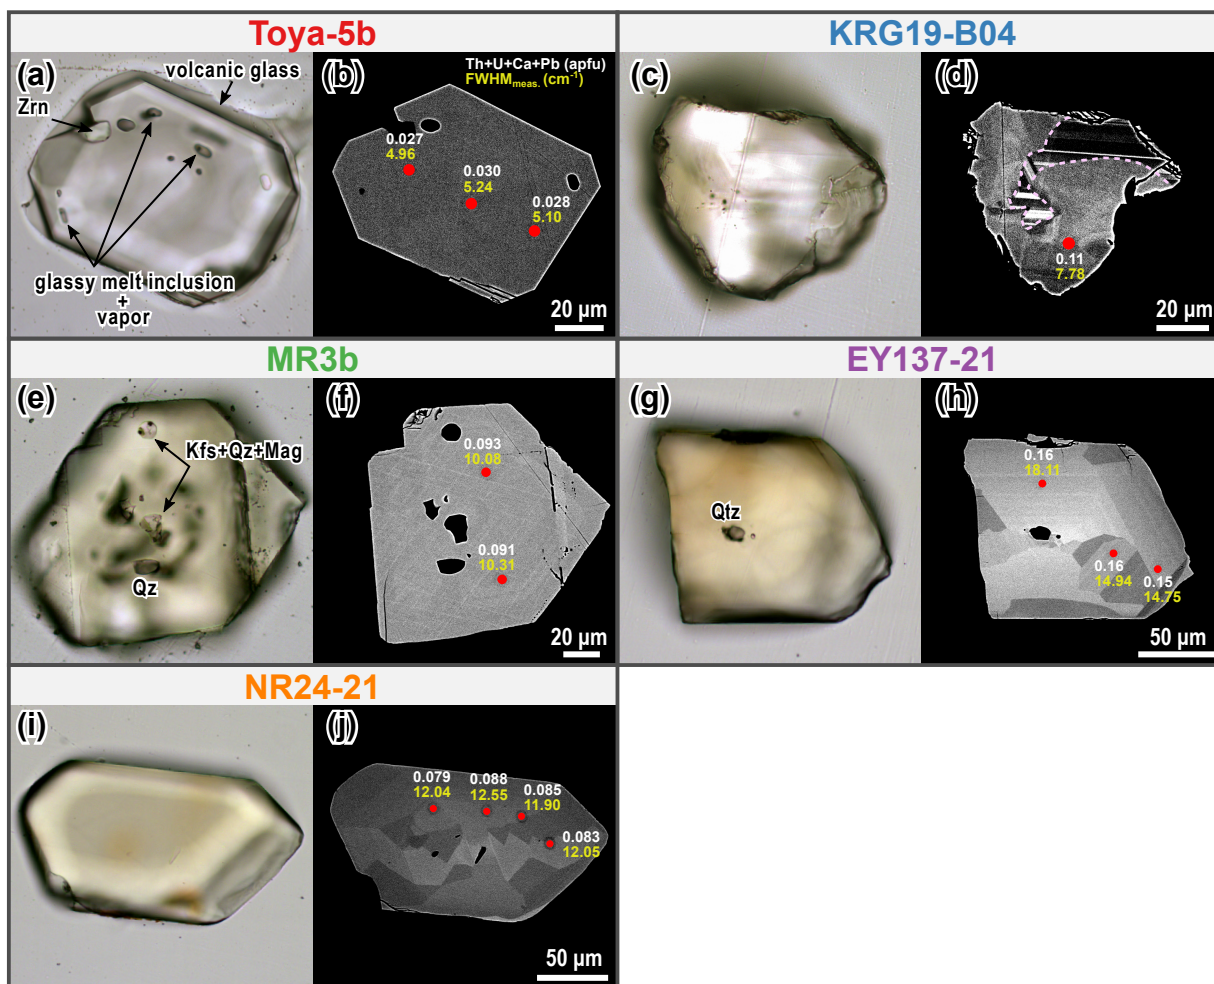 Toya-5b
KRG19-B04
(a)
volcanic glass
Zrn
glassy melt inclusion
+
vapor
(b)
Th+U+Ca+Pb (apfu)
FWHMmeas. (cm-1)
0.027
4.96
0.030
5.24
0.028
5.10
20 µm
(c)
(d)
0.11
7.78
20 µm
MR3b
EY137-21
(e)
Kfs+Qz+Mag
Qz
(f)
0.093
10.08
0.091
10.31
20 µm
(g)
Qtz
(h)
0.16
18.11
0.16
14.94
0.15
14.75
50 µm
NR24-21
(i)
(j)
0.079
12.04
0.088
12.55
0.085
11.90
0.083
12.05
50 µm